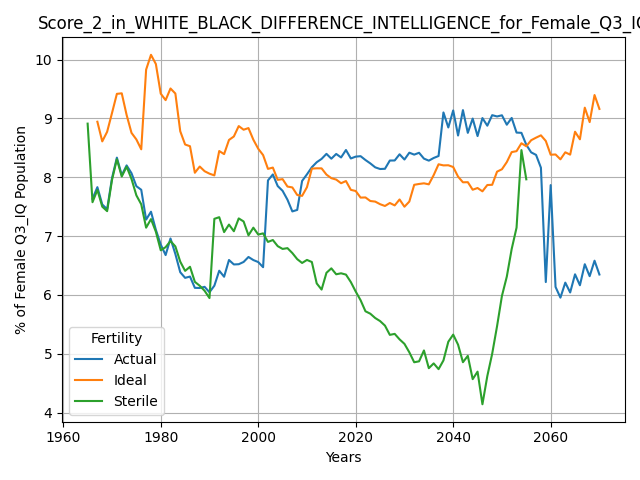 Score_2_in_WHITE_BLACK_DIFFERENCE_INTELLIGENCE_for_Female_Q3_IQ
10
9
8
7
6
5
4
% of Female Q3_IQ Population
Fertility
Actual
Ideal
Sterile
1960 1980 2000 2020 2040 2060
Years